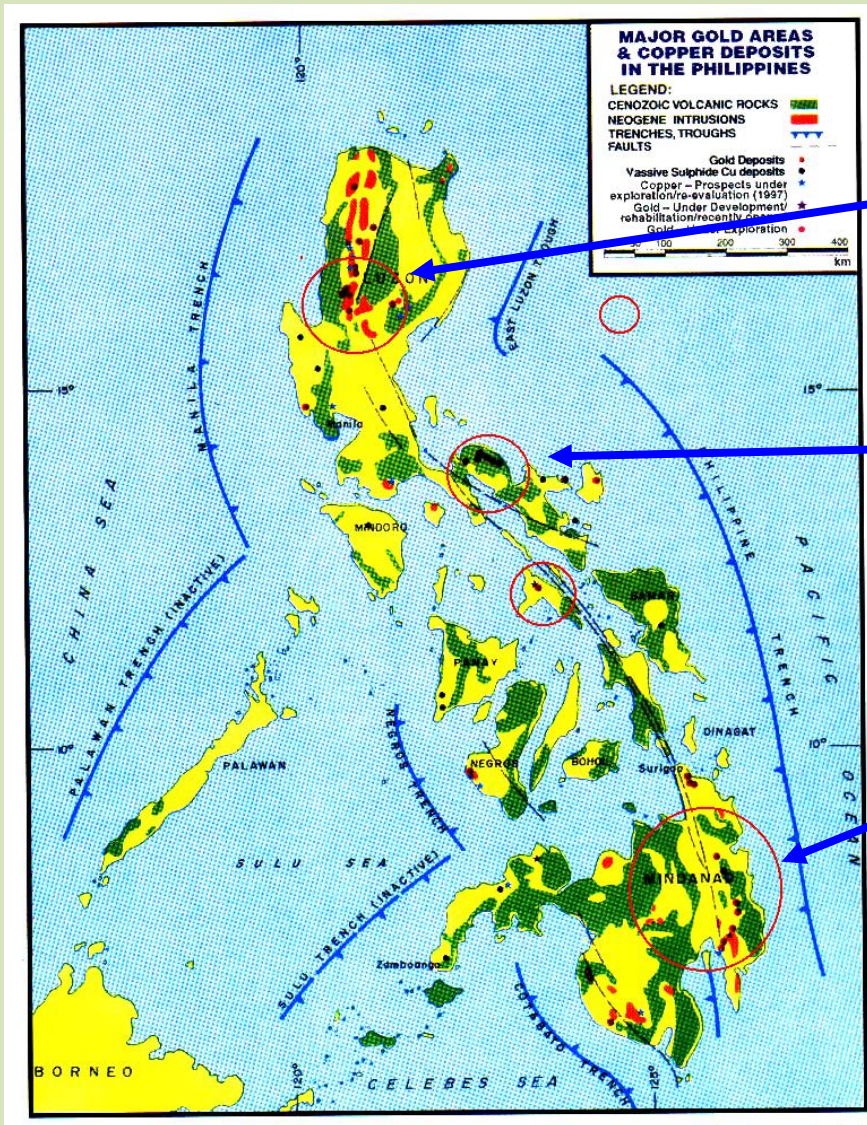 MAJOR GOLD AREAS
& COPPER DEPOSITS
IN THE PHILIPPINES
LEGEND:
CENOZOIC VOLCANIC ROCKS
NEOGENE INTRUSIONS
TRENCHES, TROUGHS
FAULTS
Gold Deposits
Vassive Sulphide Cu deposits
Copper – Prospects under
exploration/re-evaluation (1997)
Gold – Under Development/
rehabilitation/recently
Gold – Exploration
100 200 300 400
km
120°
LUZON
EAST LUZON TROUGH
MANILA TRENCH
15°
15°
Manila
PHILIPPINE TRENCH
CHINA SEA
MINDORO
PACIFIC OCEAN
PALAWAN TRENCH (INACTIVE)
SAMAR
PANAY
DINAGAT
10°
10°
NEGROS TRENCH
PALAWAN
NEGROS
BOHOL
Surigao
SULU SEA
MINDANAO
SULU TRENCH (INACTIVE)
Zamboanga
COTABATO TRENCH
BORNEO
CELEBES SEA
120°
125°